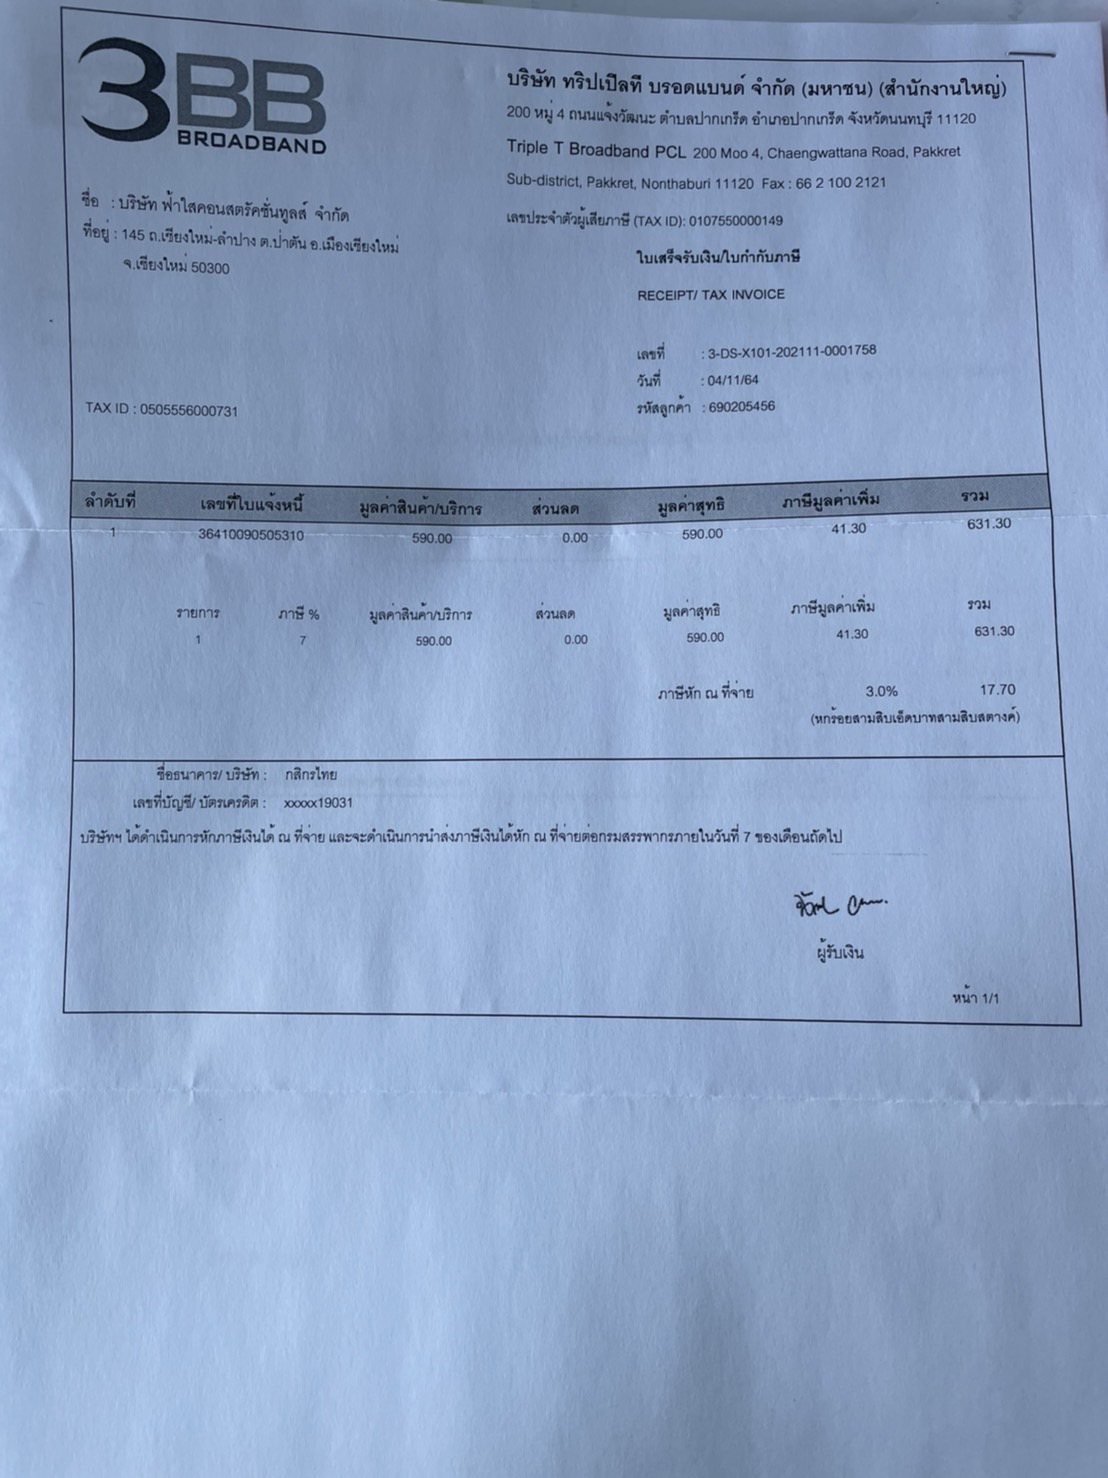 3BB
BROADBAND
บริษัท ทริปเปิลที บรอดแบนด์ จำกัด (มหาชน) (สำนักงานใหญ่)
200 หมู่ 4 ถนนแจ้งวัฒนะ ตำบลปากเกร็ด อำเภอปากเกร็ด จังหวัดนนทบุรี 11120
Triple T Broadband PCL 200 Moo 4, Chaengwattana Road, Pakkret
Sub-district, Pakkret, Nonthaburi 11120 Fax : 66 2 100 2121
เลขประจำตัวผู้เสียภาษี (TAX ID): 0107550000149
ชื่อ : บริษัท ฟ้าใสคอนสตรัคชั่นทูลส์ จำกัด
ที่อยู่ : 145 ถ.เชียงใหม่-ลำปาง ต.ป่าตัน อ.เมืองเชียงใหม่
จ.เชียงใหม่ 50300
ใบเสร็จรับเงิน/ใบกำกับภาษี
RECEIPT/ TAX INVOICE
เลขที่ : 3-DS-X101-202111-0001758
วันที่ : 04/11/64
รหัสลูกค้า : 690205456
TAX ID : 0505556000731
ลำดับที่ เลขที่ใบแจ้งหนี้ มูลค่าสินค้า/บริการ ส่วนลด มูลค่าสุทธิ ภาษีมูลค่าเพิ่ม รวม
1 36410090505310 590.00 0.00 590.00 41.30 631.30
รายการ ภาษี % มูลค่าสินค้า/บริการ ส่วนลด มูลค่าสุทธิ ภาษีมูลค่าเพิ่ม รวม
1 7 590.00 0.00 590.00 41.30 631.30
ภาษีหัก ณ ที่จ่าย 3.0% 17.70
(หกร้อยสามสิบเอ็ดบาทสามสิบสตางค์)
ชื่อธนาคาร/ บริษัท : กสิกรไทย
เลขที่บัญชี/ บัตรเครดิต : xxxxx19031
บริษัทฯ ได้ดำเนินการหักภาษีเงินได้ ณ ที่จ่าย และจะดำเนินการนำส่งภาษีเงินได้หัก ณ ที่จ่ายต่อกรมสรรพากรภายในวันที่ 7 ของเดือนถัดไป
ผู้รับเงิน
หน้า 1/1